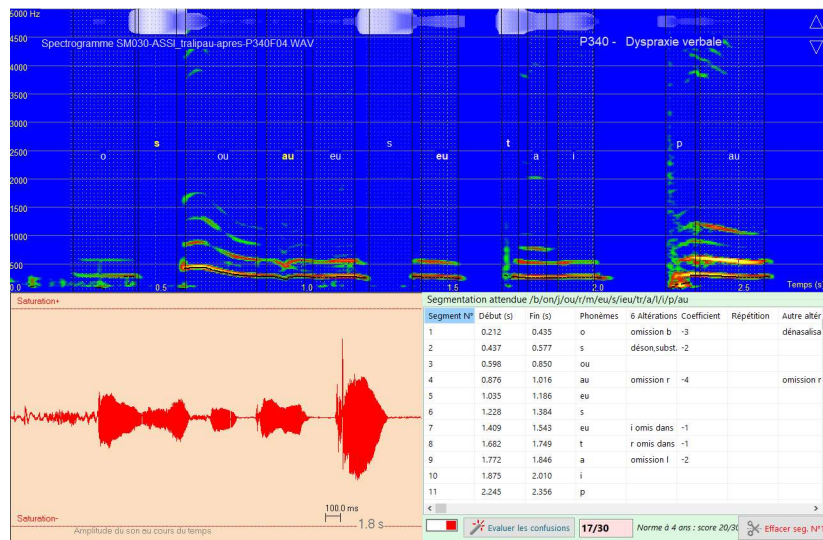 5000 Hz
Spectrogramme SM030-ASSI_tralipau-apres-P340F04.WAV
P340 - Dyspraxie verbale
4500
4000
3500
3000
o s ou au eu s eu t a i p au
2500
2000
1500
1000
500
0.0 0.5 1.0 1.5 2.0 2.5 Temps (s)
Saturation+
100.0 ms
1.8 s
Saturation-
Amplitude du son au cours du temps
Segmentation attendue /b/on/j/ou/r/m/eu/s/ieu/tr/a/l/i/p/au
Segment N° Début (s) Fin (s) Phonèmes 6 Altérations Coefficient Répétition Autre altér
1 0.212 0.435 o omission b -3 dénasalisa
2 0.437 0.577 s déson,subst. -2
3 0.598 0.850 ou
4 0.876 1.016 au omission r -4 omission r
5 1.035 1.186 eu
6 1.228 1.384 s
7 1.409 1.543 eu i omis dans -1
8 1.682 1.749 t r omis dans -1
9 1.772 1.846 a omission l -2
10 1.875 2.010 i
11 2.245 2.356 p
Evaluer les confusions 17/30 Norme à 4 ans : score 20/30 Effacer seg. N°1